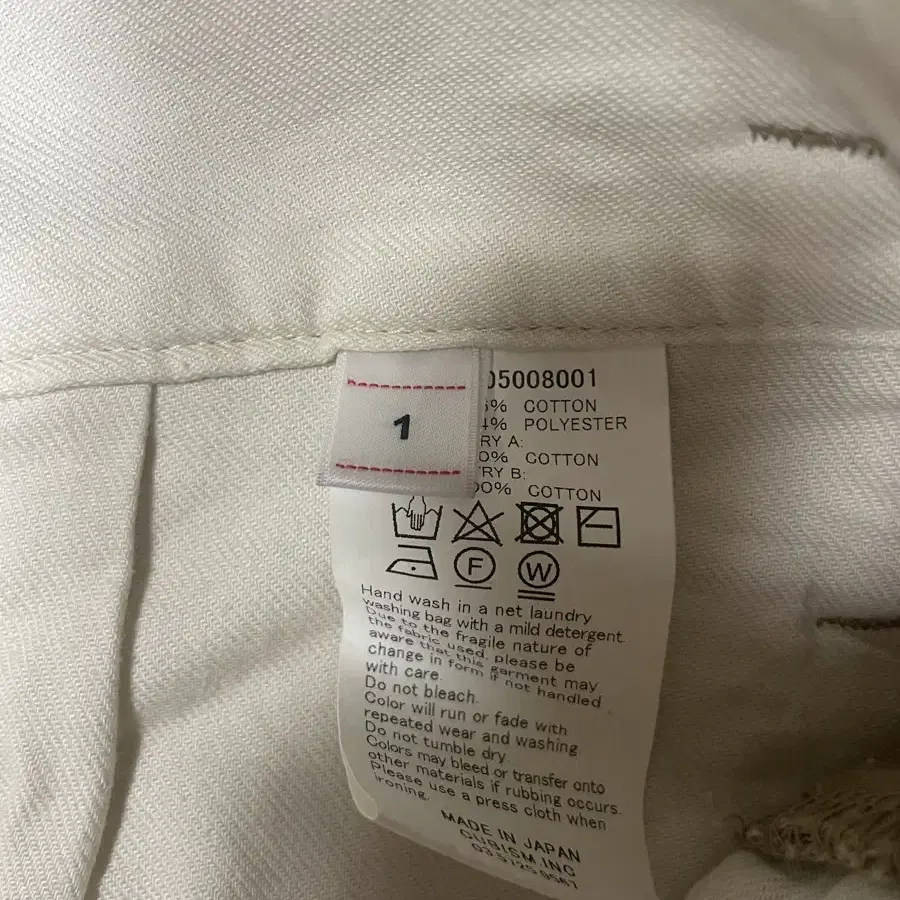 1
05008001
6% COTTON
4% POLYESTER
RY A:
0% COTTON
TRY B:
00% COTTON
F
W
Hand wash in a net laundry
washing bag with a mild detergent.
Due to the fragile nature of
the fabric used, please be
aware that this garment may
change in form if not handled
with care.
Do not bleach.
Color will run or fade with
repeated wear and washing
Do not tumble dry
Colors may bleed or transfer onto
other materials if rubbing occurs.
Please use a press cloth when
ironing.
MADE IN JAPAN
CUBISM.INC